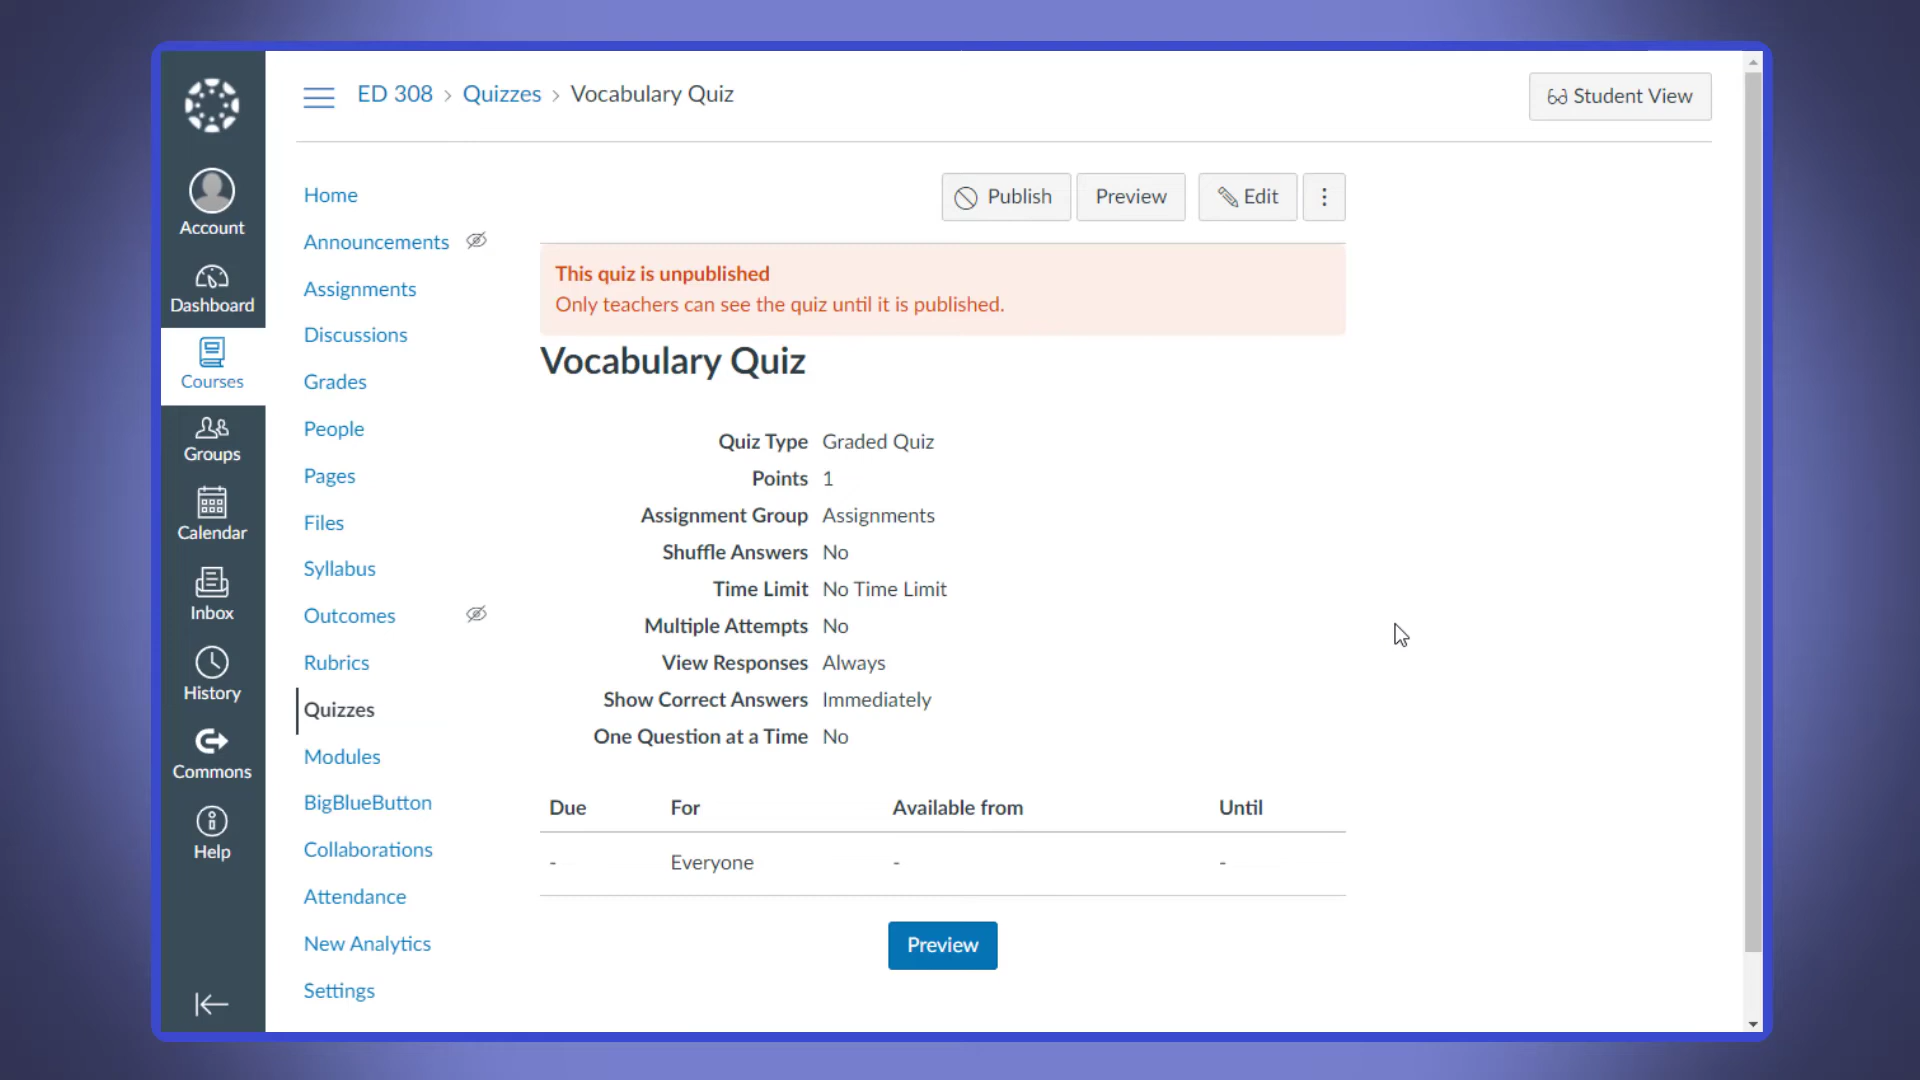 ED 308 > Quizzes > Vocabulary Quiz
Student View
Account
Dashboard
Courses
Groups
Calendar
Inbox
History
Commons
Help
Home
Announcements
Assignments
Discussions
Grades
People
Pages
Files
Syllabus
Outcomes
Rubrics
Quizzes
Modules
BigBlueButton
Collaborations
Attendance
New Analytics
Settings
Publish Preview Edit
This quiz is unpublished
Only teachers can see the quiz until it is published.
Vocabulary Quiz
Quiz Type Graded Quiz
Points 1
Assignment Group Assignments
Shuffle Answers No
Time Limit No Time Limit
Multiple Attempts No
View Responses Always
Show Correct Answers Immediately
One Question at a Time No
Due For Available from Until
- Everyone - -
Preview